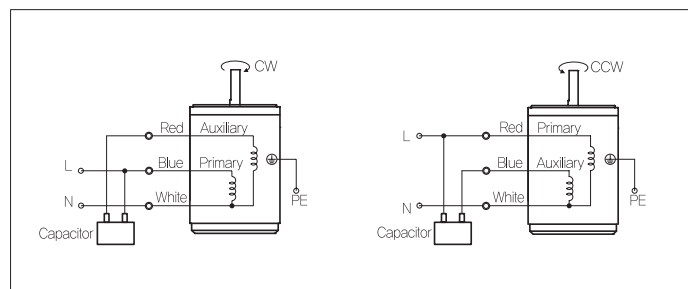 CW
Red Auxiliary
L Blue Primary
N White
PE
Capacitor
CCW
L Red Primary
Blue Auxiliary
N White
PE
Capacitor